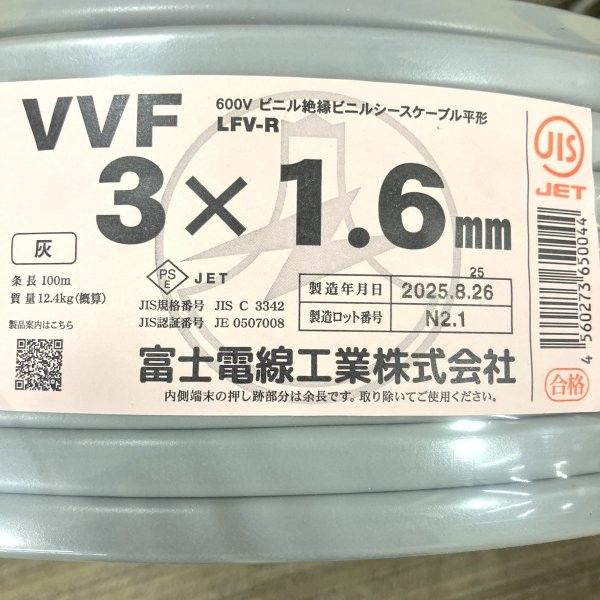 VVF
600V ビニル絶縁ビニルシースケーブル平形
LFV-R
3×1.6mm
JIS
JET
灰
条 長 100m
質 量 12.4kg(概算)
製品案内はこちら
PS
E
JET
JIS規格番号 JIS C 3342
JIS認証番号 JE 0507008
25
製造年月日 2025.8.26
製造ロット番号 N2.1
富士電線工業株式会社
内側端末の押し跡部分は余長です。取り除いてご使用ください。
4560273650044
合格